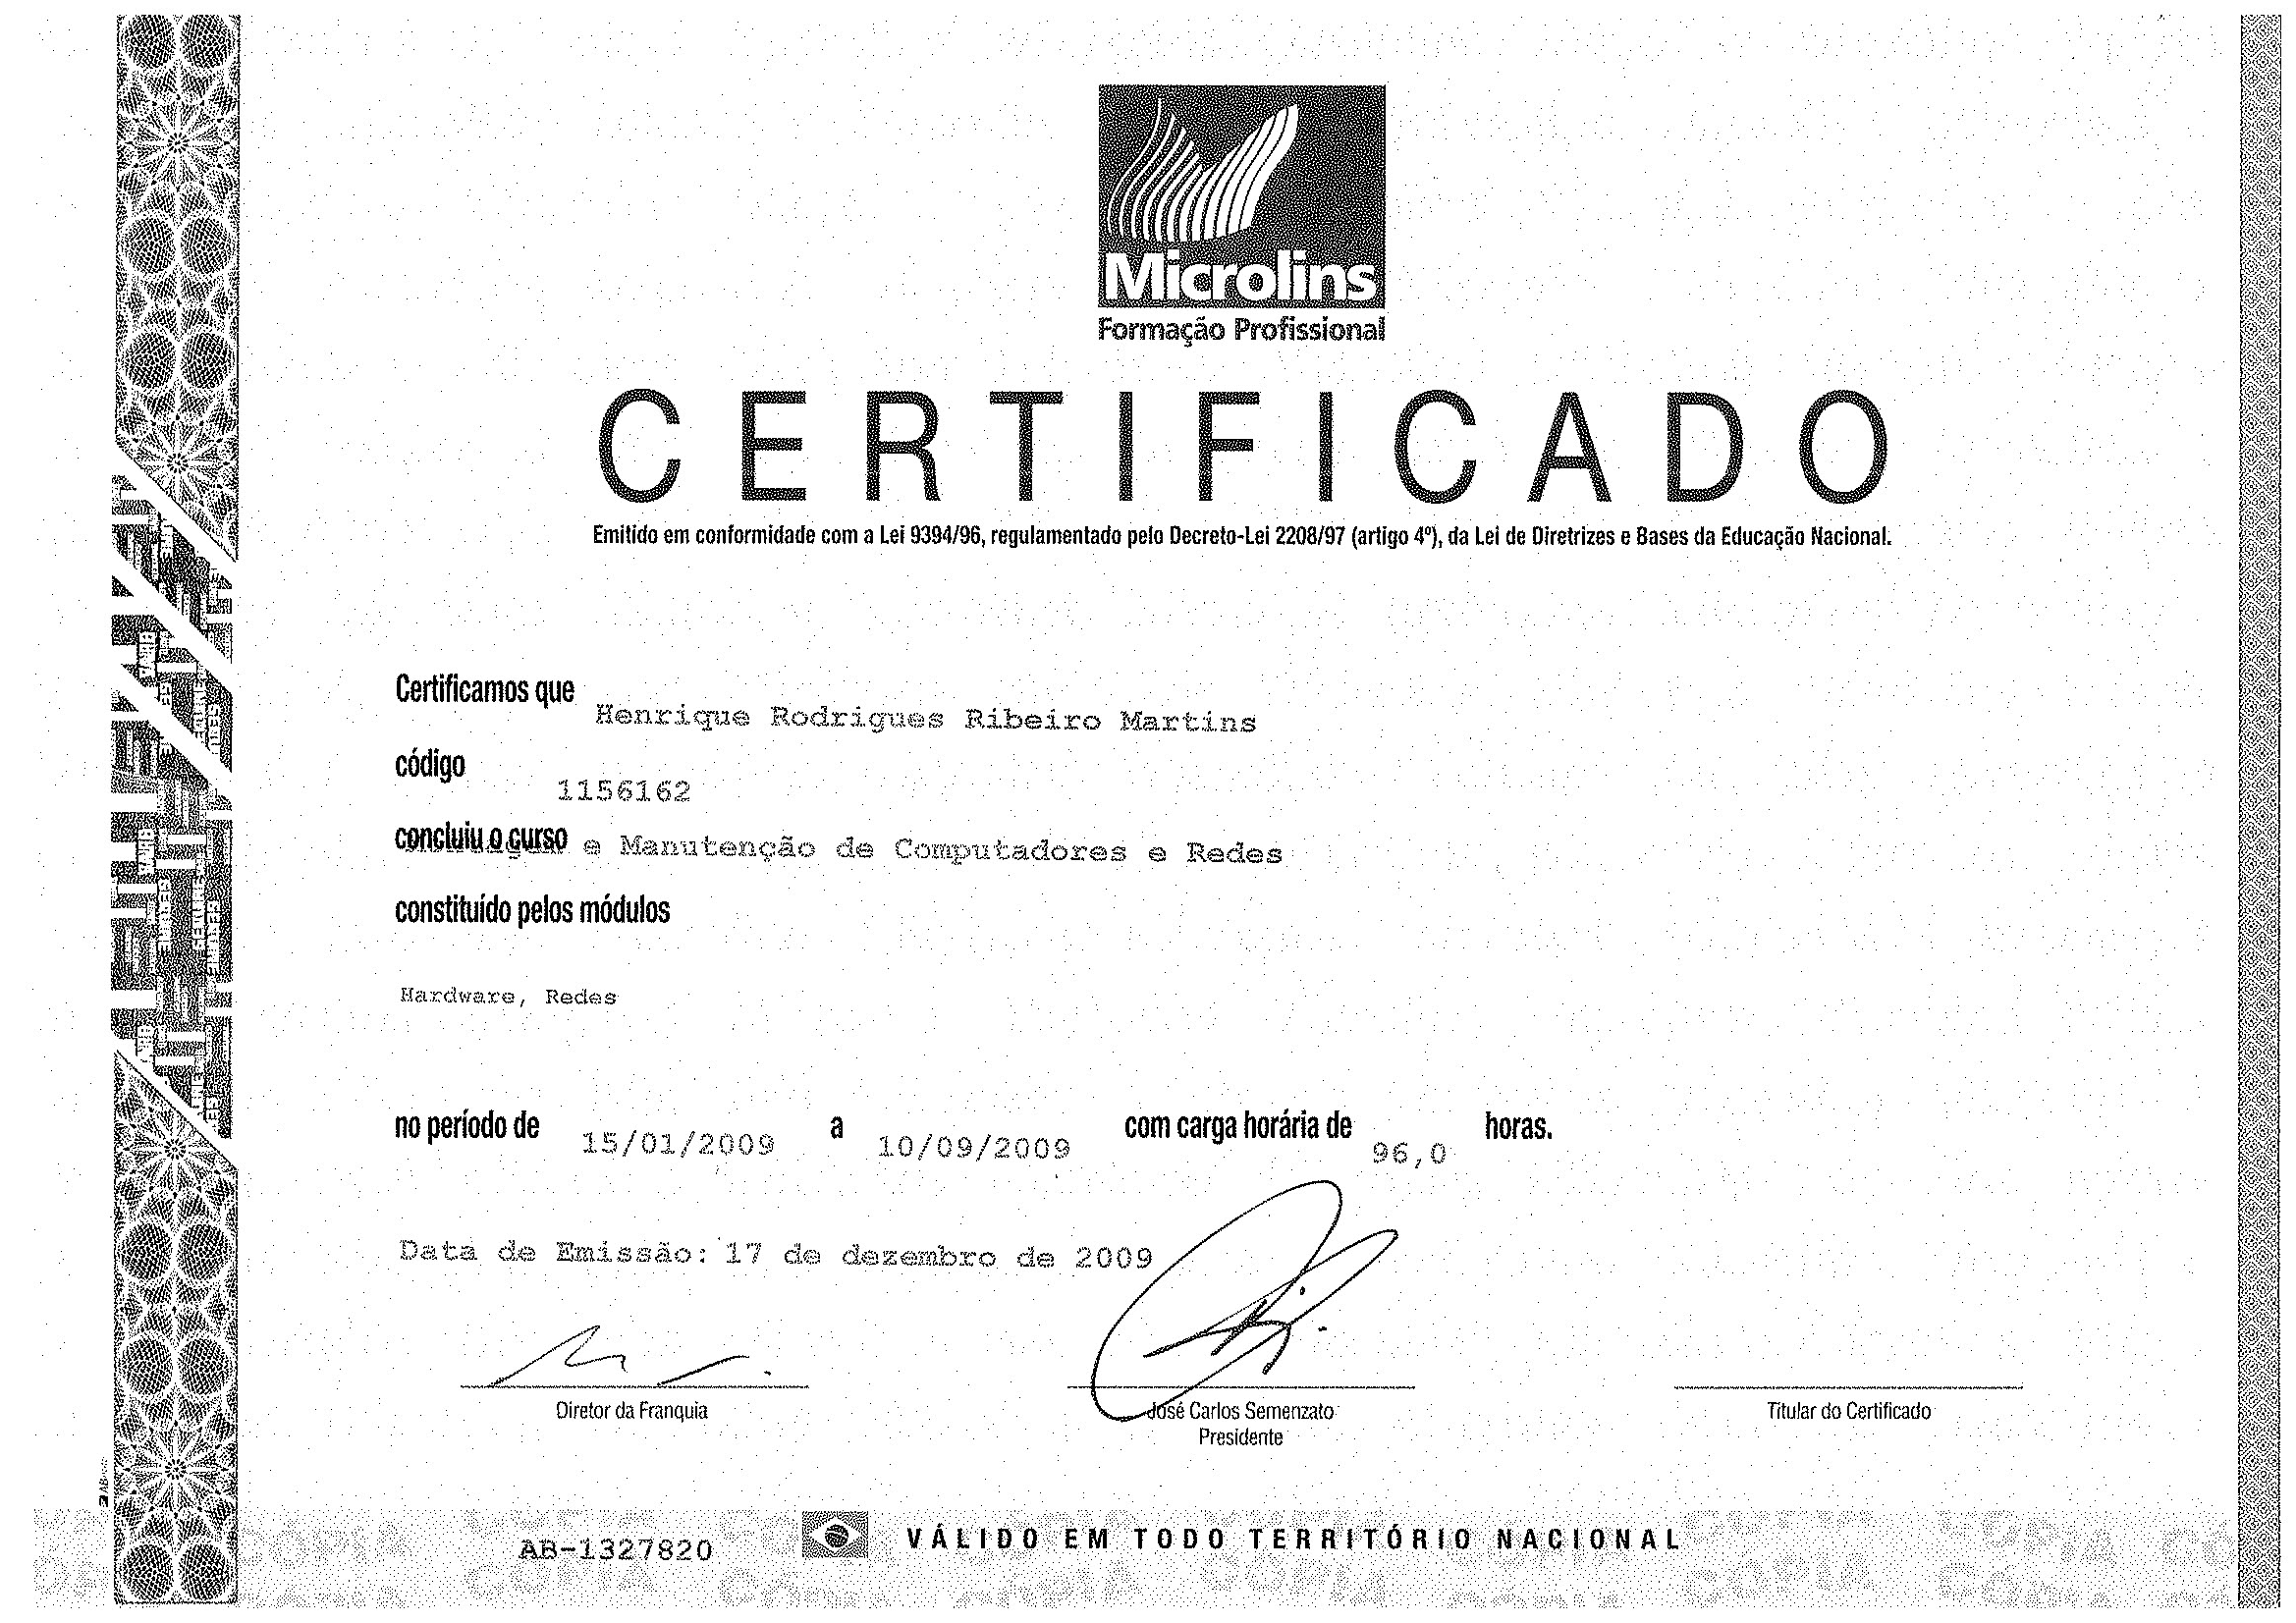 Microlins
Formação Profissional
CERTIFICADO
Emitido em conformidade com a Lei 9394/96, regulamentado pelo Decreto-Lei 2208/97 (artigo 4º), da Lei de Diretrizes e Bases da Educação Nacional.
Certificamos que Henrique Rodrigues Ribeiro Martins
código 1156162
concluiu o curso e Manutenção de Computadores e Redes
constituído pelos módulos
Hardware, Redes
no período de 15/01/2009 a 10/09/2009 com carga horária de 96,0 horas.
Data de Emissão: 17 de dezembro de 2009
Diretor da Franquia José Carlos Semenzato Titular do Certificado
Presidente
AB-1327820 VÁLIDO EM TODO TERRITÓRIO NACIONAL
CÓPIA